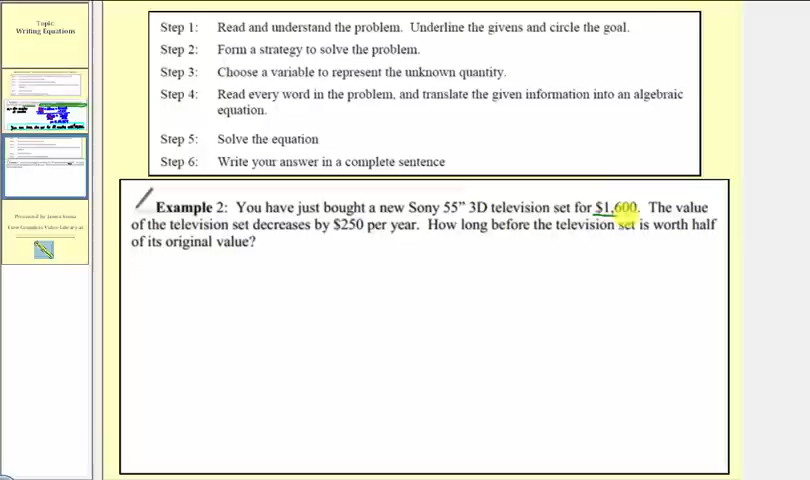 Topic
Writing Equations
Step 1: Read and understand the problem. Underline the givens and circle the goal.
Step 2: Form a strategy to solve the problem.
Step 3: Choose a variable to represent the unknown quantity.
Step 4: Read every word in the problem, and translate the given information into an algebraic
equation.
Step 5: Solve the equation
Step 6: Write your answer in a complete sentence
Example 2: You have just bought a new Sony 55" 3D television set for $1,600. The value
of the television set decreases by $250 per year. How long before the television set is worth half
of its original value?
Presented by James Sousa